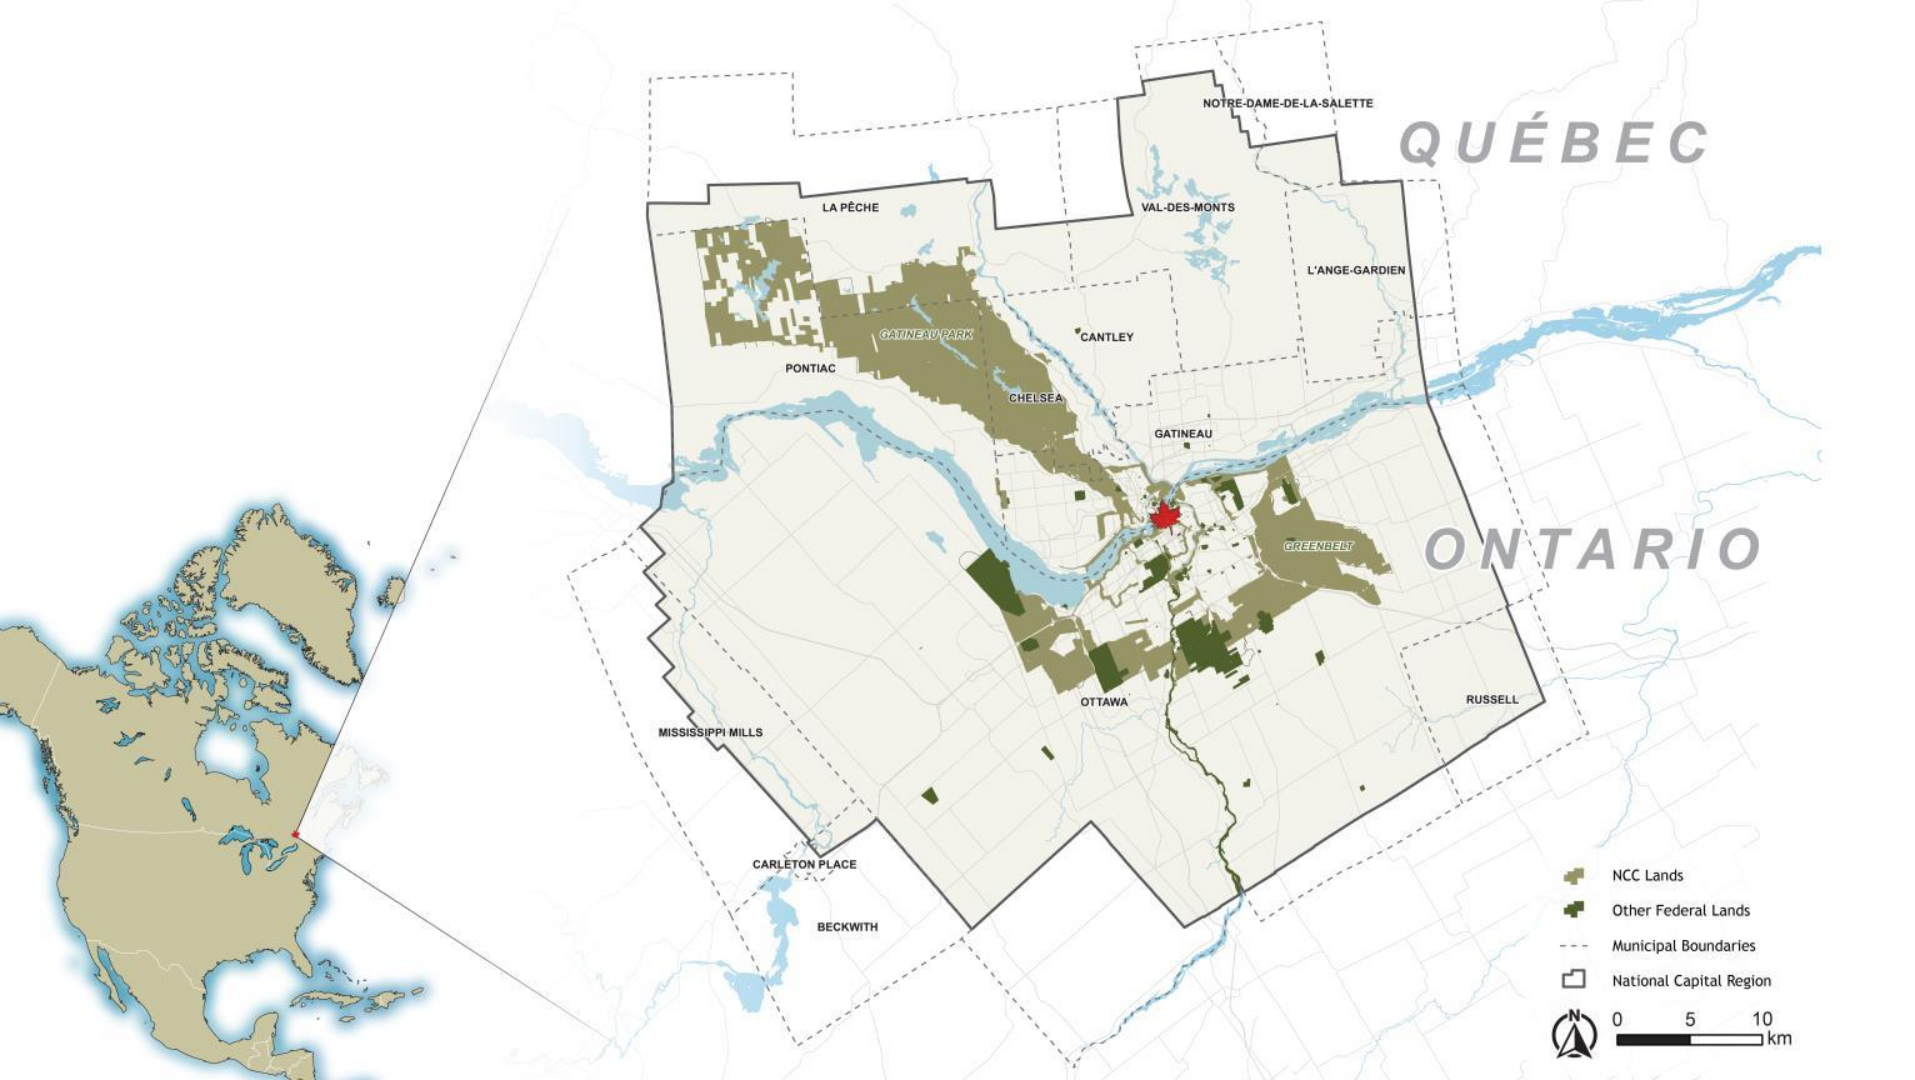 NOTRE-DAME-DE-LA-SALETTE
QUÉBEC
LA PÊCHE
VAL-DES-MONTS
L'ANGE-GARDIEN
GATINEAU PARK
CANTLEY
PONTIAC
CHELSEA
GATINEAU
GREENBELT
ONTARIO
OTTAWA
RUSSELL
MISSISSIPPI MILLS
CARLETON PLACE
BECKWITH
NCC Lands
Other Federal Lands
Municipal Boundaries
National Capital Region
N
0 5 10
km